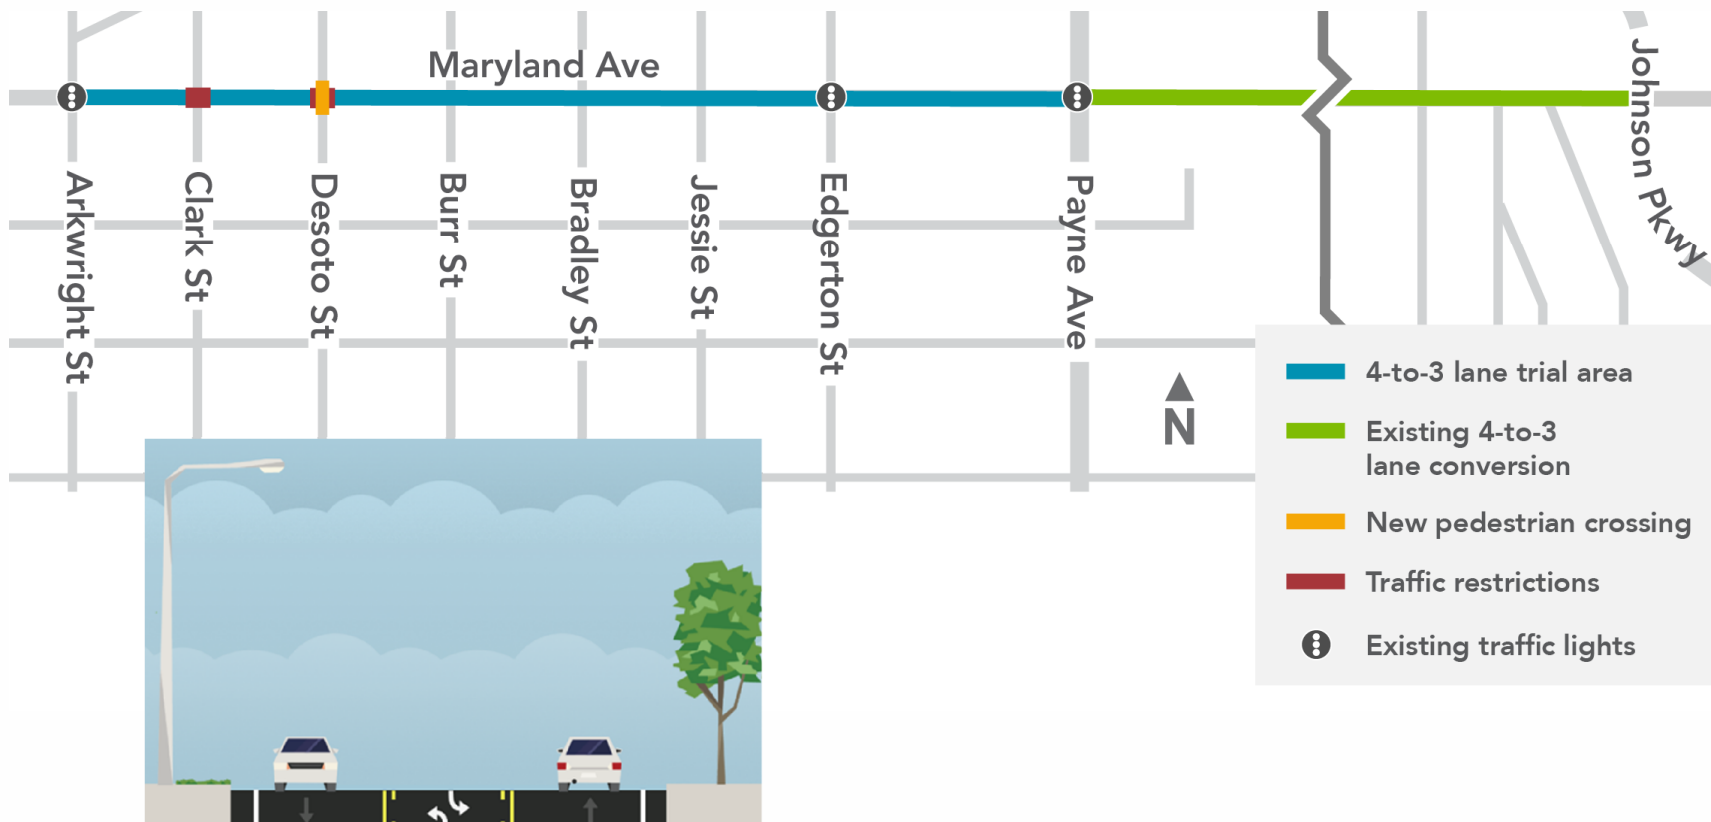 Maryland Ave
Arkwright St
Clark St
Desoto St
Burr St
Bradley St
Jessie St
Edgerton St
Payne Ave
Johnson Pkwy
N
4-to-3 lane trial area
Existing 4-to-3
lane conversion
New pedestrian crossing
Traffic restrictions
Existing traffic lights